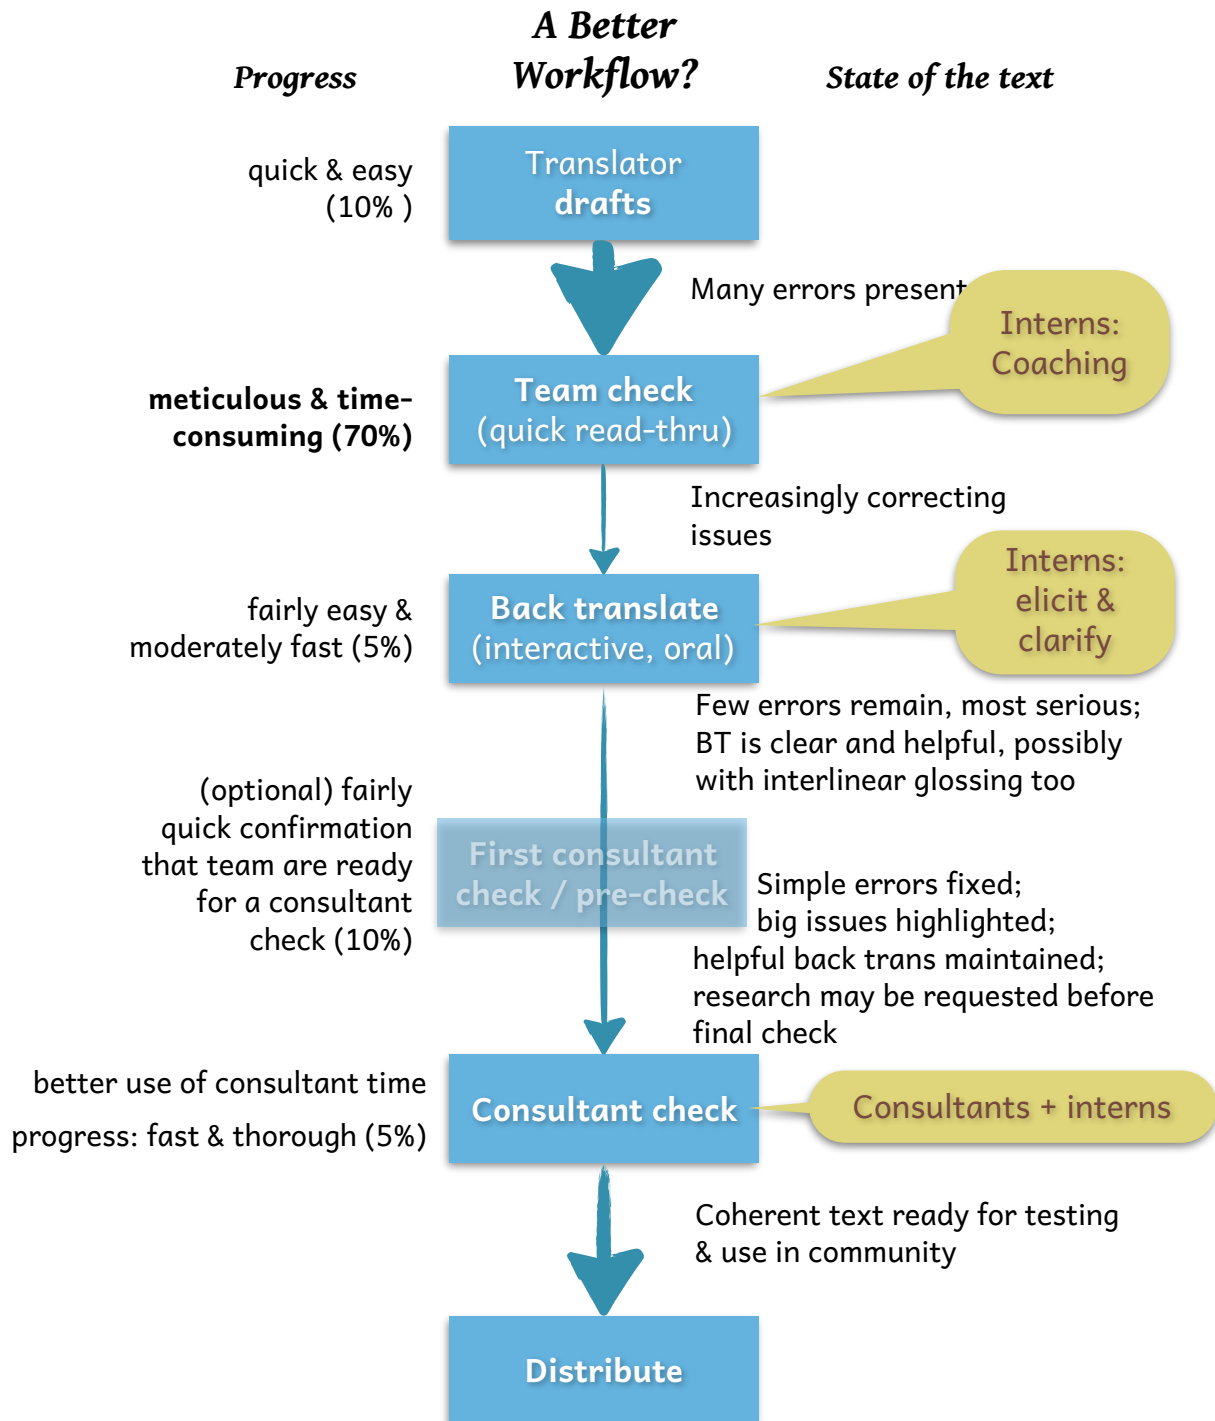 A Better
Workflow?
Progress
State of the text
quick & easy
(10% )
Translator
drafts
Many errors present
Interns:
Coaching
meticulous & time-
consuming (70%)
Team check
(quick read-thru)
Increasingly correcting
issues
Interns:
elicit &
clarify
fairly easy &
moderately fast (5%)
Back translate
(interactive, oral)
Few errors remain, most serious;
BT is clear and helpful, possibly
with interlinear glossing too
(optional) fairly
quick confirmation
that team are ready
for a consultant
check (10%)
First consultant
check / pre-check
Simple errors fixed;
big issues highlighted;
helpful back trans maintained;
research may be requested before
final check
better use of consultant time
progress: fast & thorough (5%)
Consultant check
Consultants + interns
Coherent text ready for testing
& use in community
Distribute